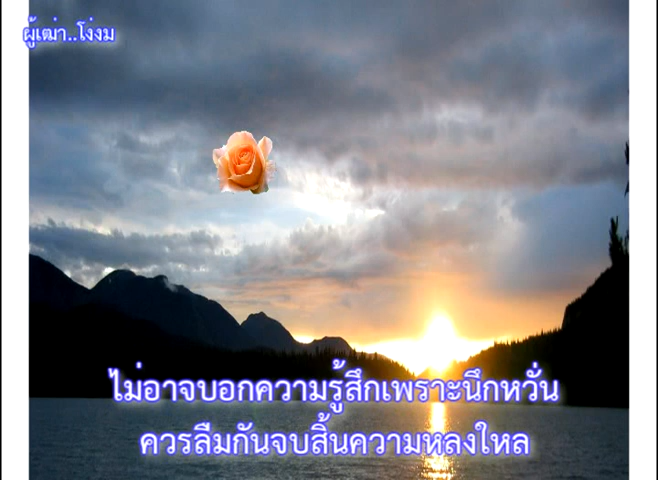 ผู้เฒ่า..โง่งม
ไม่อาจบอกความรู้สึกเพราะนึกหวั่น
ควรลืมกันจบสิ้นความหลงใหล